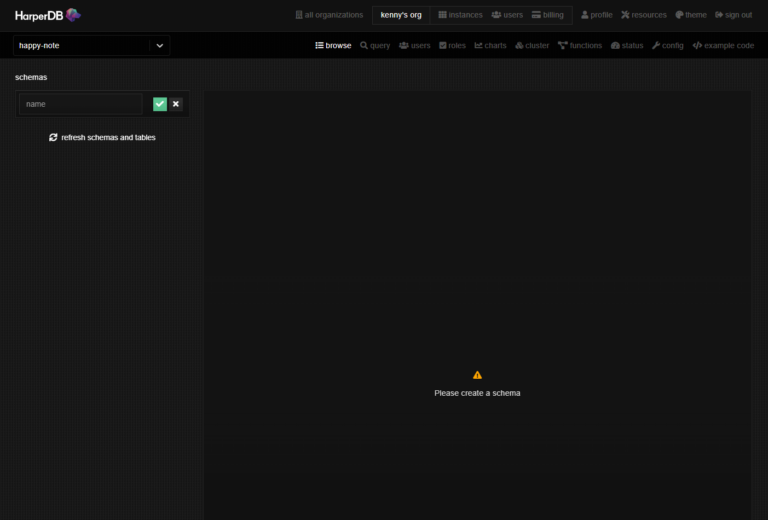 HarperDB
all organizations kenny's org instances users billing profile resources theme sign out
happy-note
browse query users roles charts cluster functions status config example code
schemas
name
refresh schemas and tables
Please create a schema